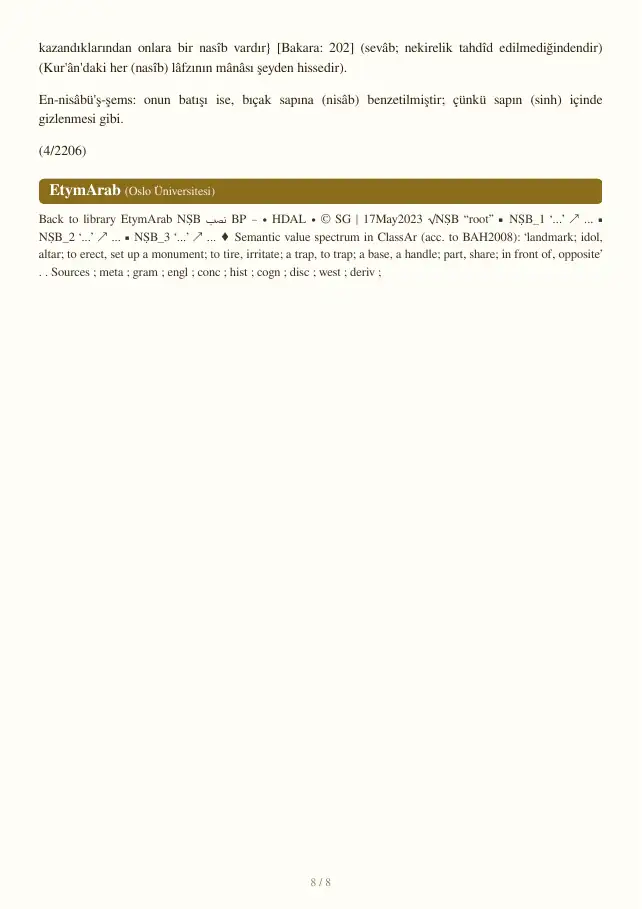 kazandıklarından onlara bir nasîb vardır} [Bakara: 202] (sevâb; nekirelik tahdîd edilmediğindendir)
(Kur'ân'daki her (nasîb) lâfzının mânâsı şeyden hissedir).
En-nisâbü'ş-şems: onun batışı ise, bıçak sapına (nisâb) benzetilmiştir; çünkü sapın (sinh) içinde
gizlenmesi gibi.
(4/2206)
EtymArab (Oslo Üniversitesi)
Back to library EtymArab NṢB نصب BP – • HDAL • © SG | 17May2023 √NṢB “root” ▪ NṢB_1 ‘...’ ↗ ... ▪
NṢB_2 ‘...’ ↗ ... ▪ NṢB_3 ‘...’ ↗ ... ♦ Semantic value spectrum in ClassAr (acc. to BAH2008): ‘landmark; idol,
altar; to erect, set up a monument; to tire, irritate; a trap, to trap; a base, a handle; part, share; in front of, opposite’
. . Sources ; meta ; gram ; engl ; conc ; hist ; cogn ; disc ; west ; deriv ;
8 / 8